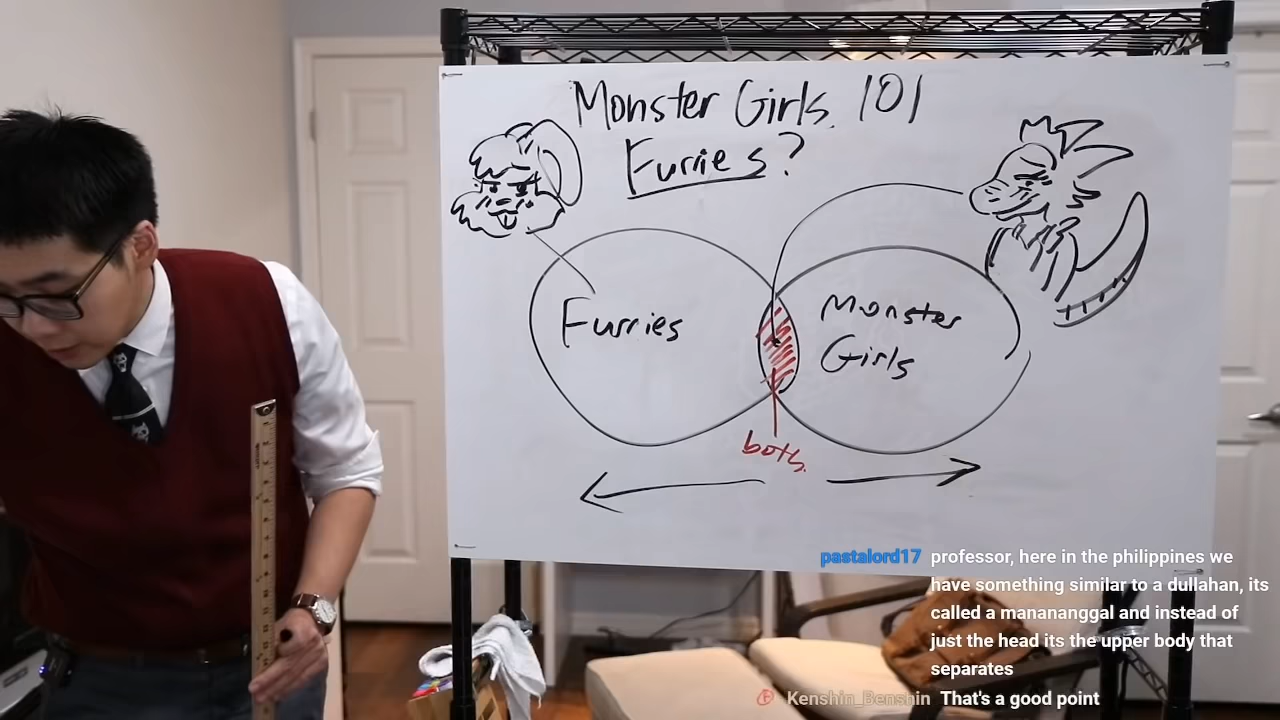 Monster Girls 101
Furries?
Furries
Monster
Girls
both
pastalord17 professor, here in the philippines we
have something similar to a dullahan, its
called a manananggal and instead of
just the head its the upper body that
separates
Kenshin_Benshin That's a good point